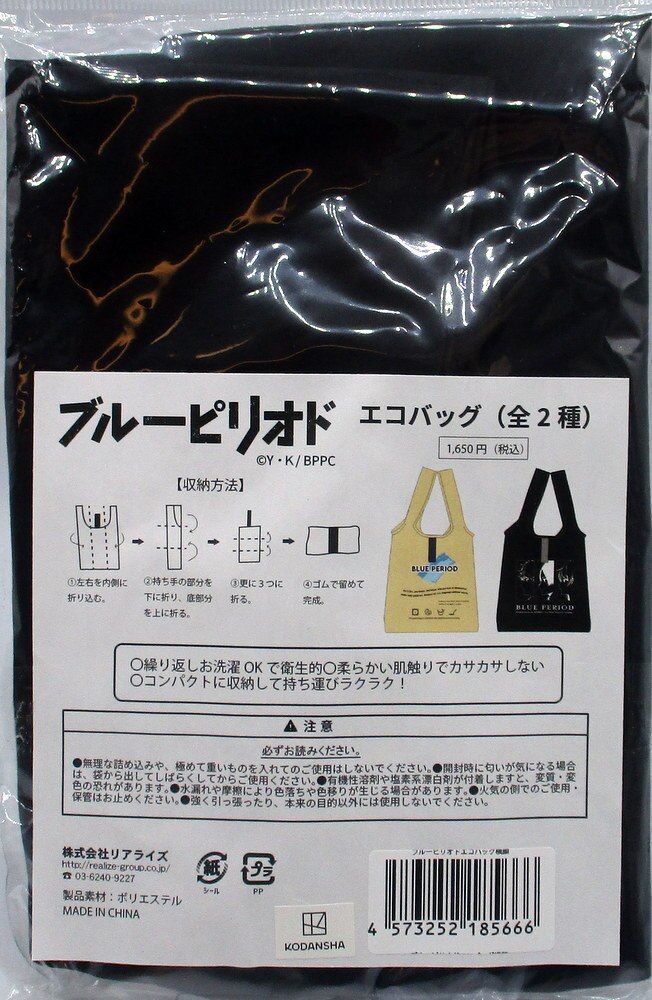 ブルーピリオド エコバッグ（全2種）
©Y・K/BPPC
1,650円（税込）
【収納方法】
①左右を内側に
折り込む。
②持ち手の部分を
下に折り、底部分
を上に折る。
③更に３つに
折る。
④ゴムで留めて
完成。
BLUE PERIOD
BLUE PERIOD
〇繰り返しお洗濯OKで衛生的〇柔らかい肌触りでカサカサしない
〇コンパクトに収納して持ち運びラクラク！
⚠注意
必ずお読みください。
●無理な詰め込みや、極めて重いものを入れてのご使用はしないでください。●開封時に匂いが気になる場合
は、袋から出してしばらくしてからご使用ください。●有機性溶剤や塩素系漂白剤が付着しますと、変質・変
色の恐れがあります。●水漏れや摩擦により色落ちや色移りが生じる場合があります。●火気の側でのご使用・
保管はお止めください。●強く引っ張ったり、本来の目的以外には使用しないでください。
株式会社リアライズ
http://realize-group.co.jp/
☎ 03-6240-9227
製品素材：ポリエステル
MADE IN CHINA
紙
シール
プラ
PP
KODANSHA
ブルーピリオドエコバッグ
4 573252 185666